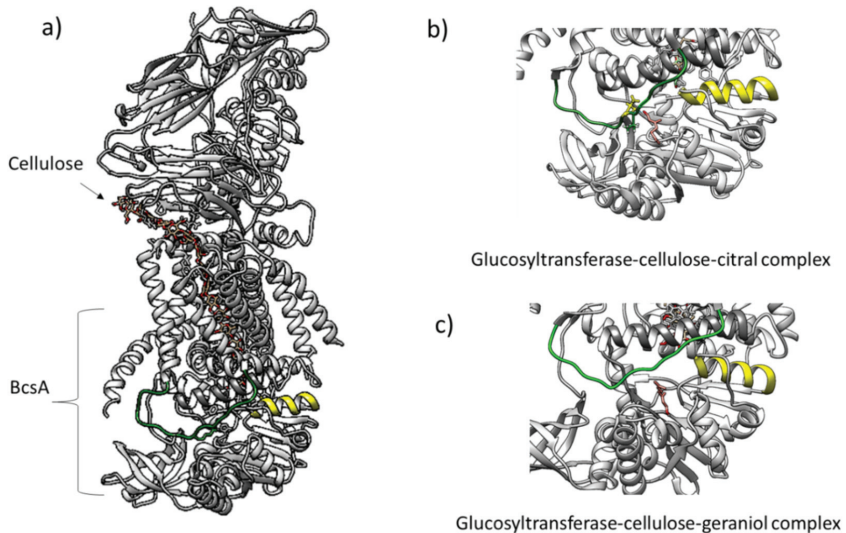 a)
Cellulose
BcsA
b)
Glucosyltransferase-cellulose-citral complex
c)
Glucosyltransferase-cellulose-geraniol complex